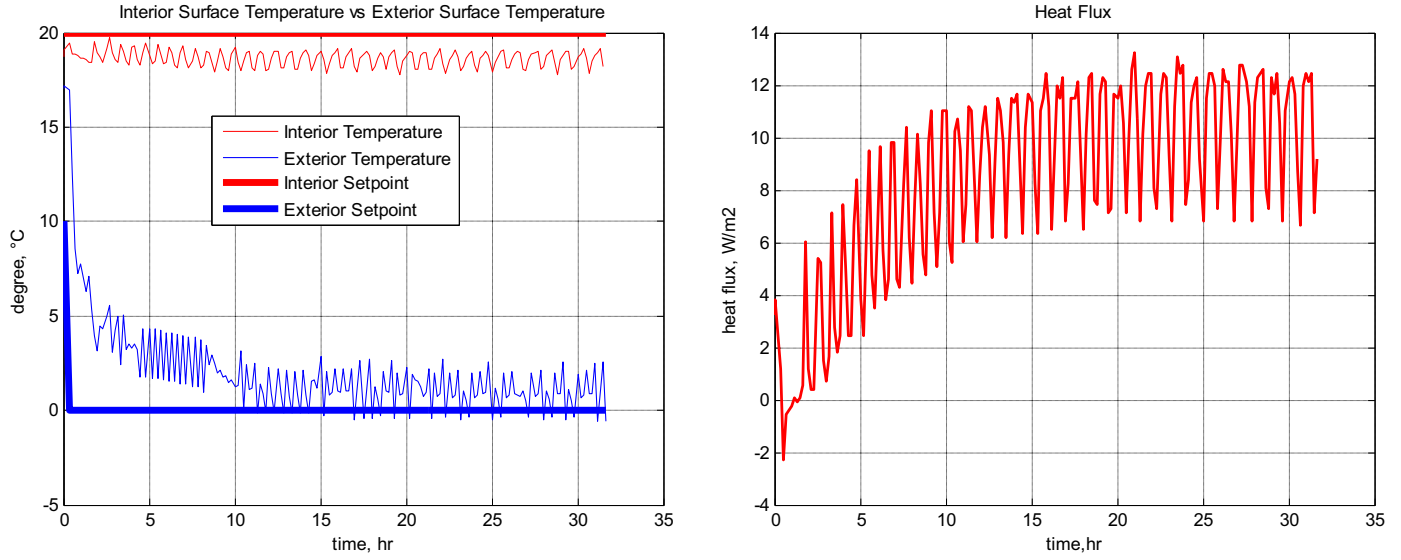 Interior Surface Temperature vs Exterior Surface Temperature
20
15
10
5
0
-5
degree, °C
Interior Temperature
Exterior Temperature
Interior Setpoint
Exterior Setpoint
0 5 10 15 20 25 30 35
time, hr
Heat Flux
14
12
10
8
6
4
2
0
-2
-4
heat flux, W/m2
0 5 10 15 20 25 30 35
time,hr